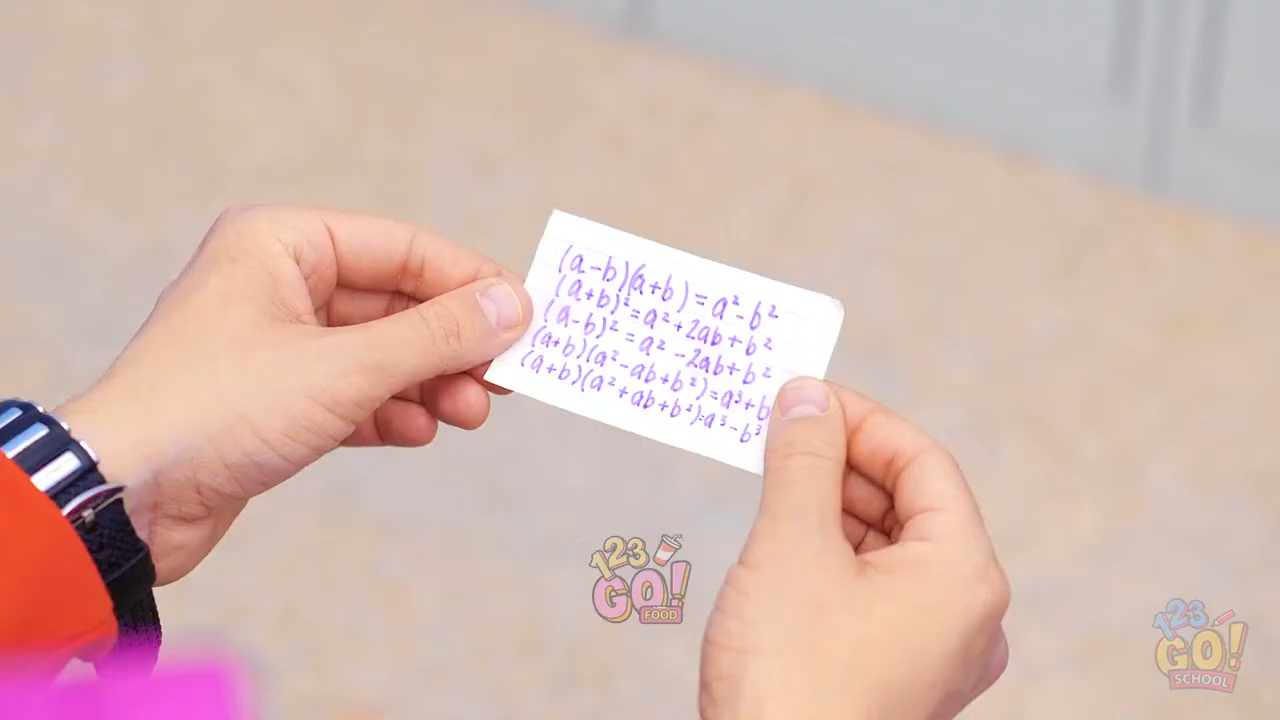 (a-b)(a+b) = a²-b²
(a+b)² = a²+2ab+b²
(a-b)² = a²-2ab+b²
(a+b)(a²-ab+b²) = a³+b
(a+b)(a²+ab+b²) = a³-b³
123
GO!
FOOD
123
GO!
SCHOOL